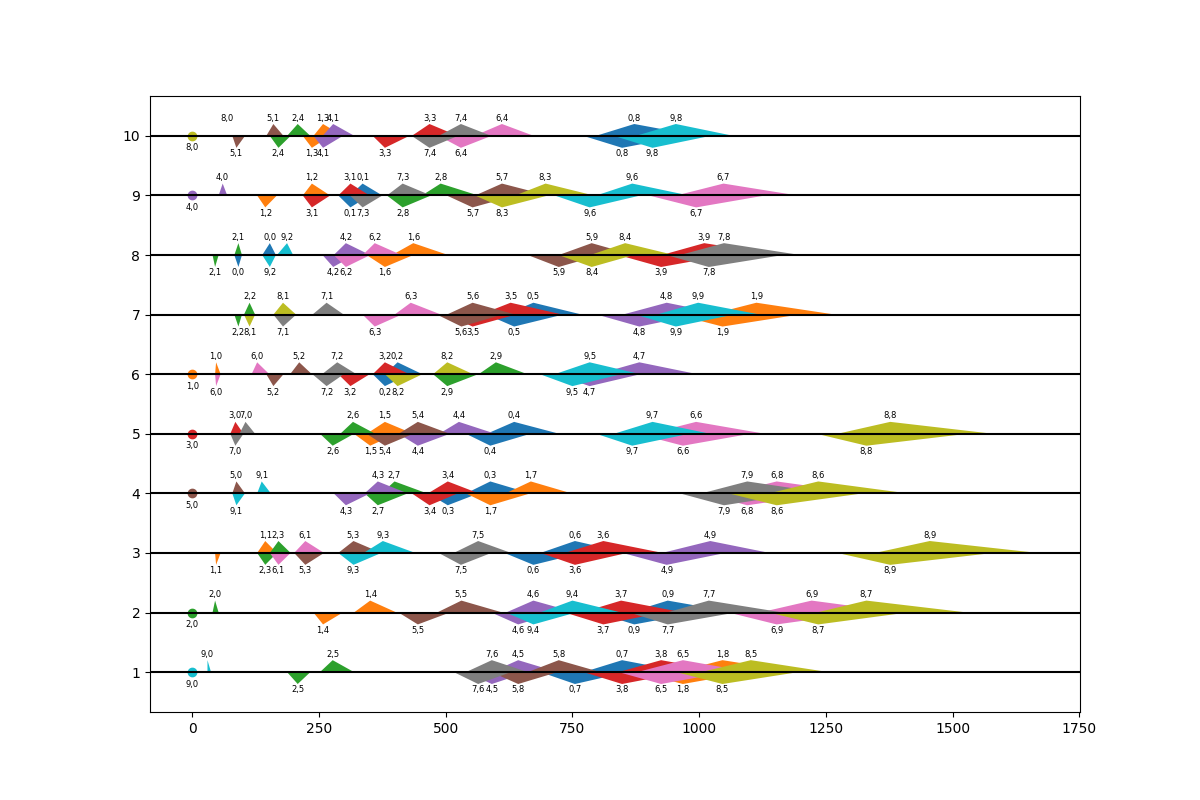 8,0 5,1 2,4 1,3 4,1 3,3 7,4 6,4 0,8 9,8
10
8,0 5,1 2,4 1,3 4,1 3,3 7,4 6,4 0,8 9,8
4,0 1,2 3,1 0,1 7,3 2,8 5,7 8,3 9,6 6,7
9
4,0 1,2 3,1 0,1 7,3 2,8 5,7 8,3 9,6 6,7
2,1 0,0 9,2 4,2 6,2 1,6 5,9 8,4 3,9 7,8
8
2,1 0,0 9,2 4,2 6,2 1,6 5,9 8,4 3,9 7,8
2,2 8,1 7,1 6,3 5,6 3,5 0,5 4,8 9,9 1,9
7
2,2 8,1 7,1 6,3 5,6 3,5 0,5 4,8 9,9 1,9
1,0 6,0 5,2 7,2 3,2 0,2 8,2 2,9 9,5 4,7
6
1,0 6,0 5,2 7,2 3,2 0,2 8,2 2,9 9,5 4,7
3,0 7,0 2,6 1,5 5,4 4,4 0,4 9,7 6,6 8,8
5
3,0 7,0 2,6 1,5 5,4 4,4 0,4 9,7 6,6 8,8
5,0 9,1 4,3 2,7 3,4 0,3 1,7 7,9 6,8 8,6
4
5,0 9,1 4,3 2,7 3,4 0,3 1,7 7,9 6,8 8,6
1,1 2,3 6,1 5,3 9,3 7,5 0,6 3,6 4,9 8,9
3
1,1 2,3 6,1 5,3 9,3 7,5 0,6 3,6 4,9 8,9
2,0 1,4 5,5 4,6 9,4 3,7 0,9 7,7 6,9 8,7
2
2,0 1,4 5,5 4,6 9,4 3,7 0,9 7,7 6,9 8,7
9,0 2,5 7,6 4,5 5,8 0,7 3,8 6,5 1,8 8,5
1
9,0 2,5 7,6 4,5 5,8 0,7 3,8 6,5 1,8 8,5
0 250 500 750 1000 1250 1500 1750